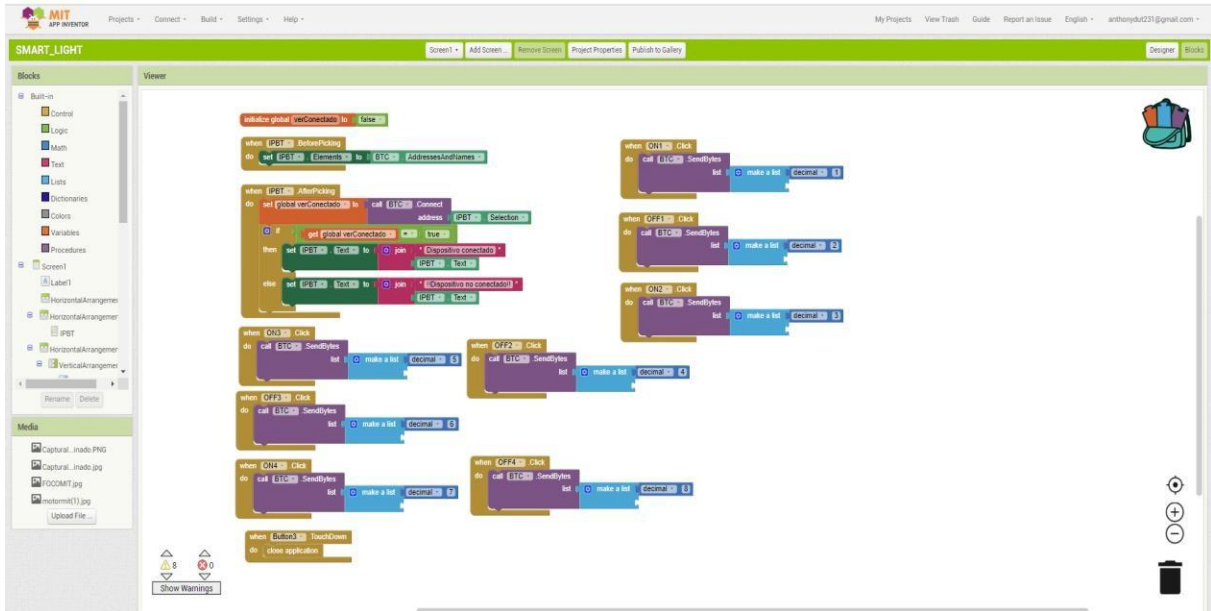 MIT
APP INVENTOR
Projects Connect Build Settings Help
My Projects View Trash Guide Report an Issue English anthonydut231@gmail.com
SMART_LIGHT
Screen1 Add Screen ... Remove Screen Project Properties Publish to Gallery
Designer Blocks
Blocks
Built-in
Control
Logic
Math
Text
Lists
Dictionaries
Colors
Variables
Procedures
Screen1
Label1
HorizontalArrangemer
HorizontalArrangemer
IPBT
HorizontalArrangemer
VerticalArrangemer
Rename Delete
Media
Captural...inado.PNG
Captural...inado.jpg
FOCOMIT.jpg
motormit(1).jpg
Upload File ...
Viewer
initialize global verConectado to false
when IPBT .BeforePicking
do set IPBT . Elements to BTC . AddressesAndNames
when IPBT .AfterPicking
do set global verConectado to call BTC .Connect
address IPBT . Selection
if get global verConectado = true
then set IPBT . Text to join " Dispositivo conectado "
IPBT . Text
else set IPBT . Text to join " !!Dispositivo no conectado!! "
IPBT . Text
when ON1 .Click
do call BTC .SendBytes
list make a list decimal 1
when OFF1 .Click
do call BTC .SendBytes
list make a list decimal 2
when ON2 .Click
do call BTC .SendBytes
list make a list decimal 3
when ON3 .Click
do call BTC .SendBytes
list make a list decimal 5
when OFF2 .Click
do call BTC .SendBytes
list make a list decimal 4
when OFF3 .Click
do call BTC .SendBytes
list make a list decimal 6
when ON4 .Click
do call BTC .SendBytes
list make a list decimal 7
when OFF4 .Click
do call BTC .SendBytes
list make a list decimal 8
when Button3 .TouchDown
do close application
8 0
Show Warnings